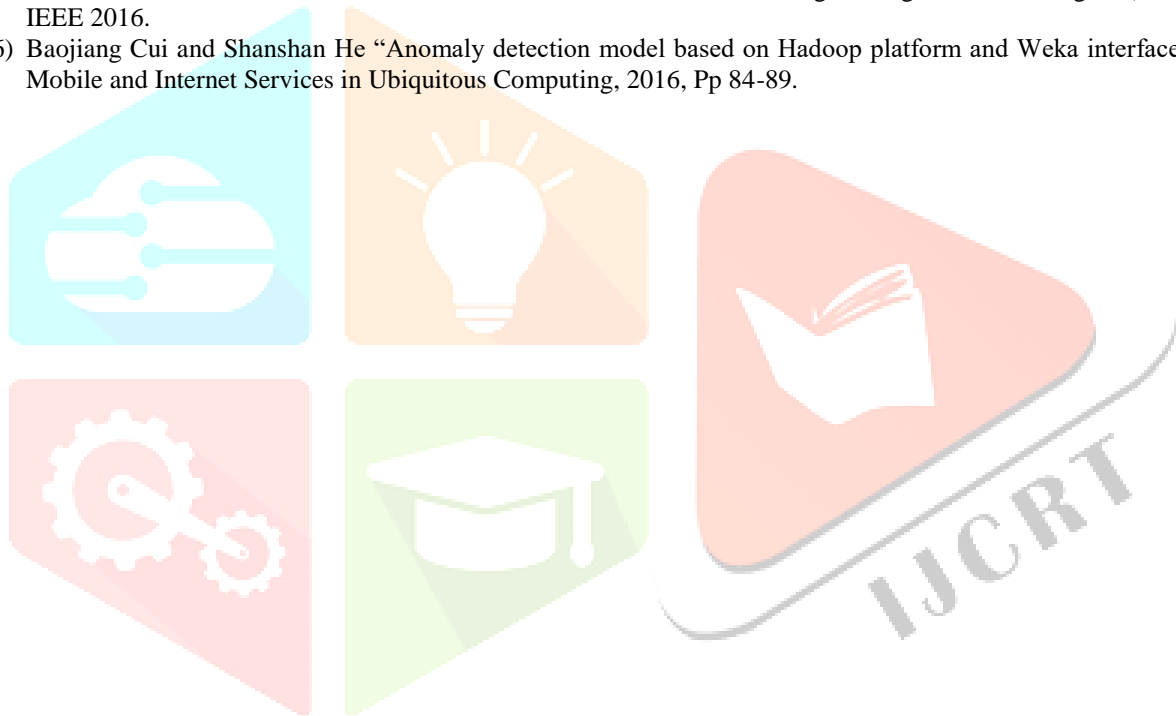 IEEE 2016.
6) Baojiang Cui and Shanshan He “Anomaly detection model based on Hadoop platform and Weka interface
Mobile and Internet Services in Ubiquitous Computing, 2016, Pp 84-89.
IJCRT